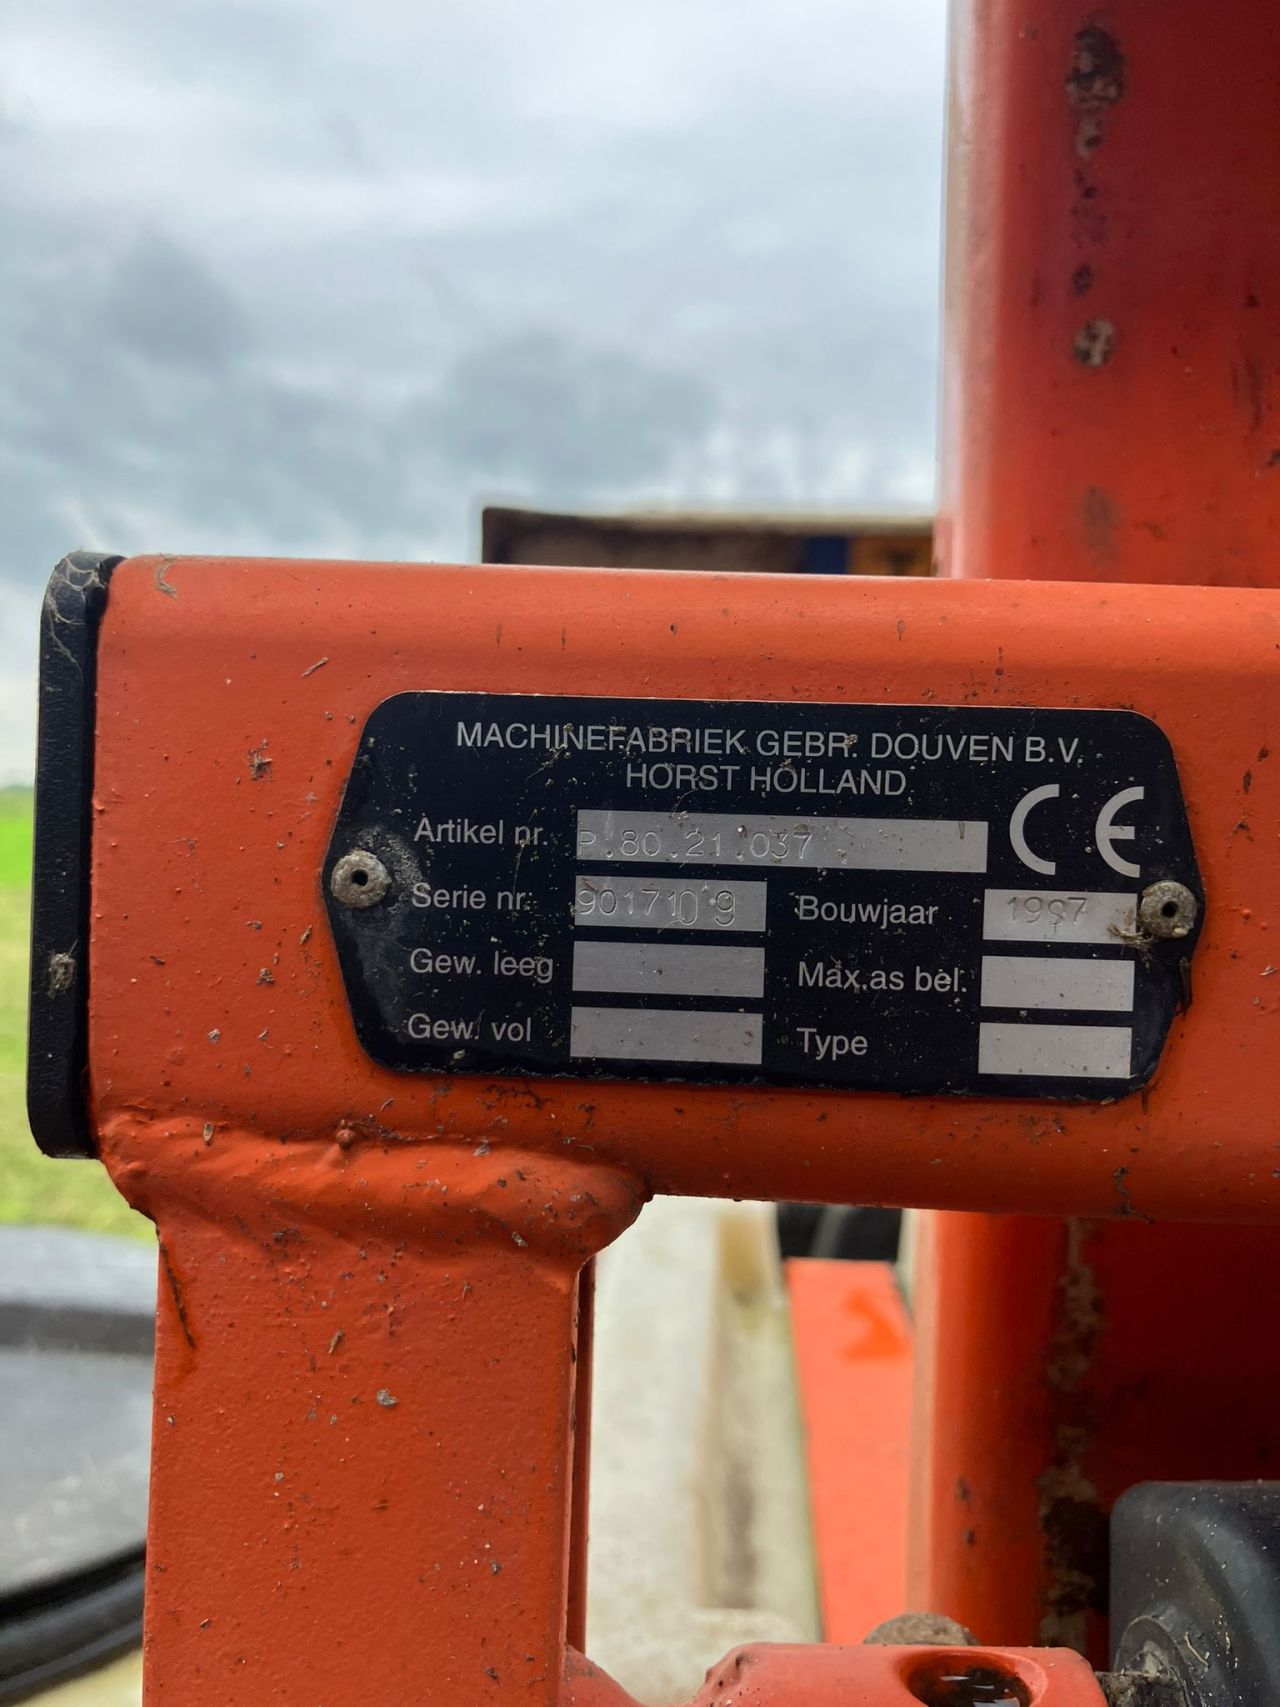 MACHINEFABRIEK GEBR. DOUVEN B.V.
HORST HOLLAND
CE
Artikel nr. P.80.21.037
Serie nr. 9017109 Bouwjaar 1997
Gew. leeg Max.as bel.
Gew. vol Type